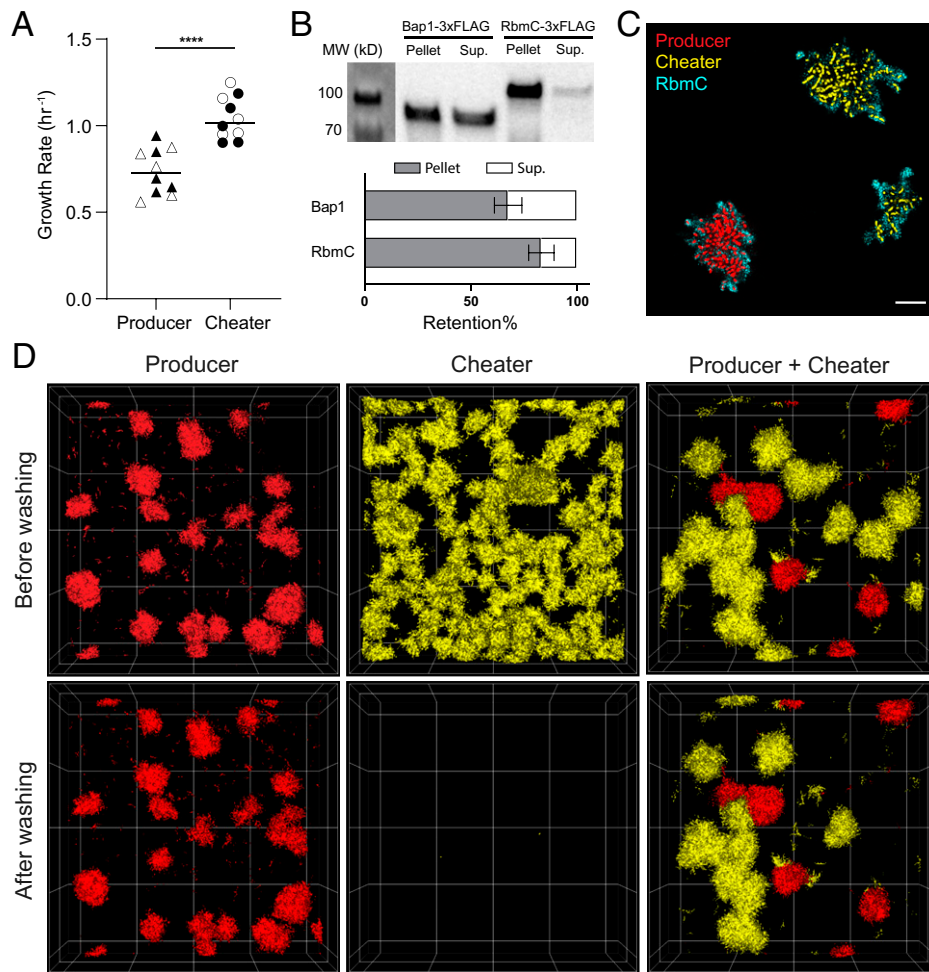 A
Growth Rate (hr⁻¹)
1.5
1.0
0.5
0.0
****
Producer
Cheater
B
Bap1-3xFLAG
RbmC-3xFLAG
MW (kD)
Pellet
Sup.
Pellet
Sup.
100
70
Pellet
Sup.
Bap1
RbmC
0
50
100
Retention%
C
Producer
Cheater
RbmC
D
Producer
Cheater
Producer + Cheater
Before washing
After washing